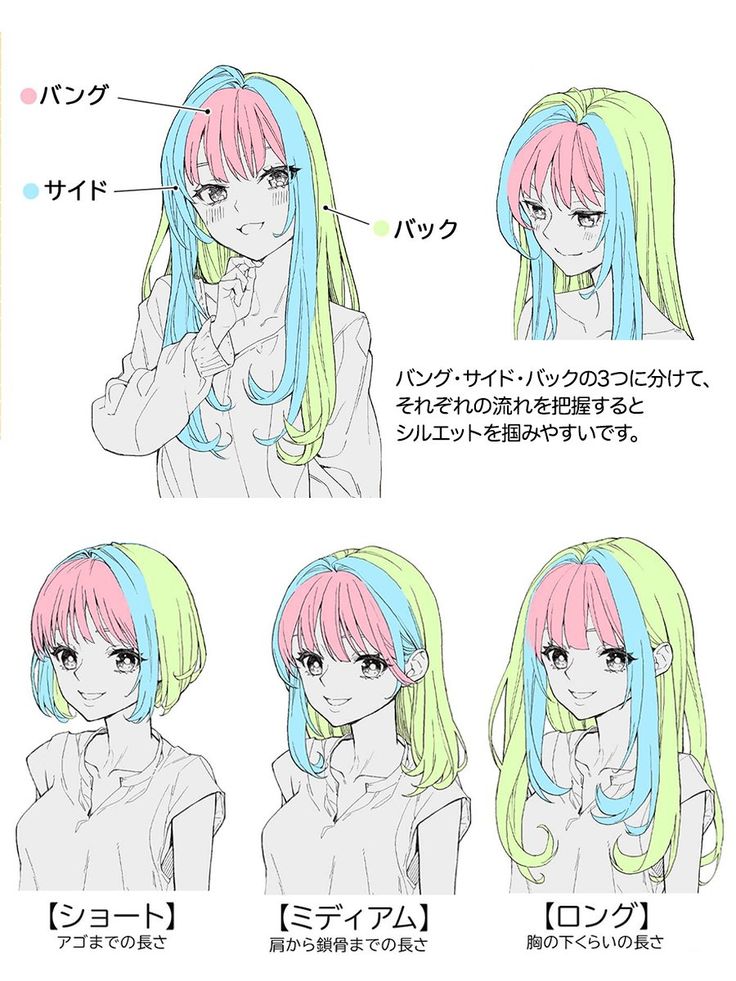 バング
サイド
バック
バング・サイド・バックの3つに分けて、
それぞれの流れを把握すると
シルエットを掴みやすいです。
【ショート】
アゴまでの長さ
【ミディアム】
肩から鎖骨までの長さ
【ロング】
胸の下くらいの長さ